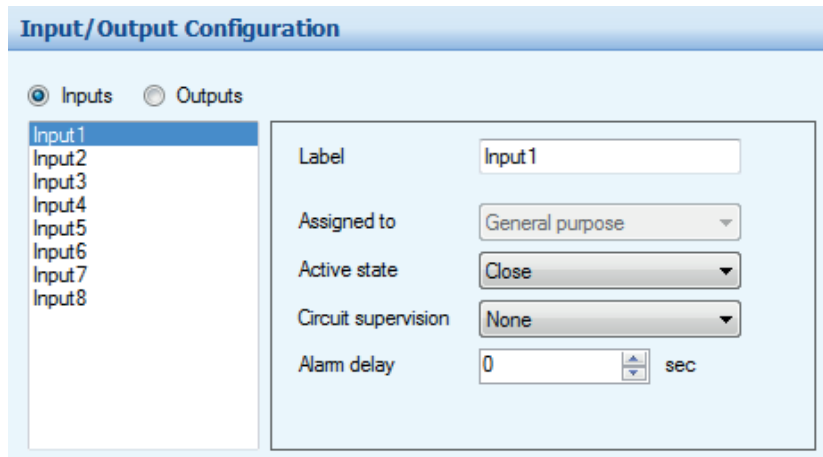 Input/Output Configuration
Inputs
Outputs
Input1
Input2
Input3
Input4
Input5
Input6
Input7
Input8
Label
Input1
Assigned to
General purpose
Active state
Close
Circuit supervision
None
Alarm delay
0
sec